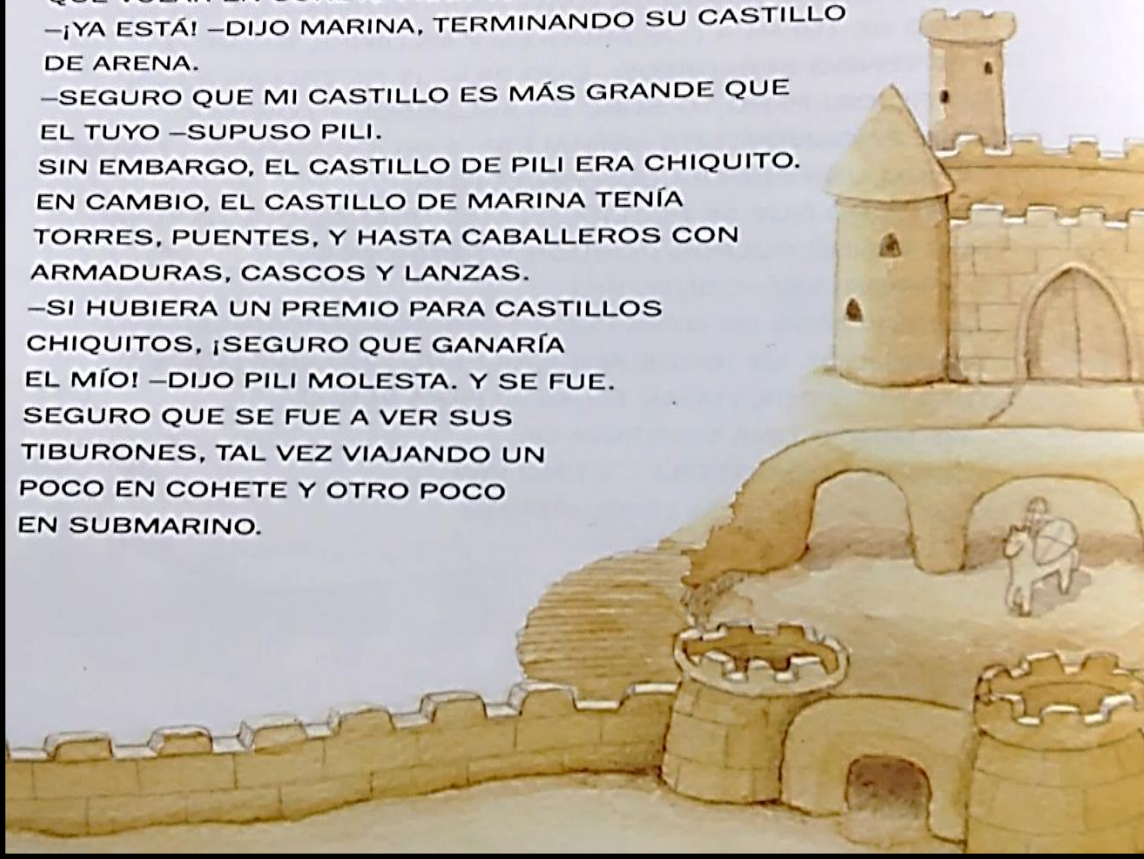 –¡YA ESTÁ! –DIJO MARINA, TERMINANDO SU CASTILLO
DE ARENA.
–SEGURO QUE MI CASTILLO ES MÁS GRANDE QUE
EL TUYO –SUPUSO PILI.
SIN EMBARGO, EL CASTILLO DE PILI ERA CHIQUITO.
EN CAMBIO, EL CASTILLO DE MARINA TENÍA
TORRES, PUENTES, Y HASTA CABALLEROS CON
ARMADURAS, CASCOS Y LANZAS.
–SI HUBIERA UN PREMIO PARA CASTILLOS
CHIQUITOS, ¡SEGURO QUE GANARÍA
EL MÍO! –DIJO PILI MOLESTA. Y SE FUE.
SEGURO QUE SE FUE A VER SUS
TIBURONES, TAL VEZ VIAJANDO UN
POCO EN COHETE Y OTRO POCO
EN SUBMARINO.